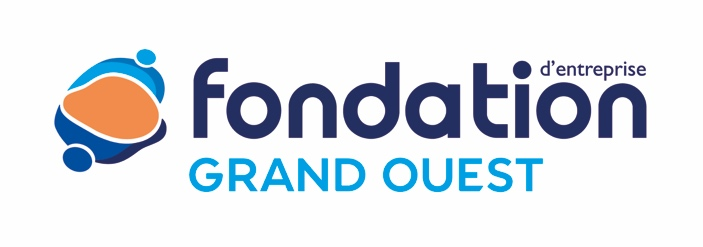 fondation
d'entreprise
GRAND OUEST